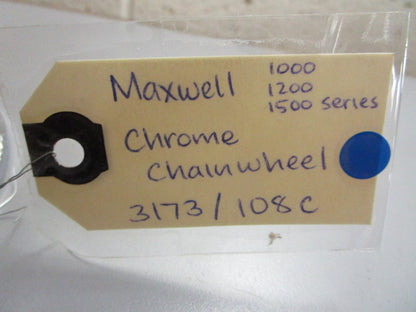 Maxwell 1000
1200
1500 series
Chrome
Chainwheel
3173/108C